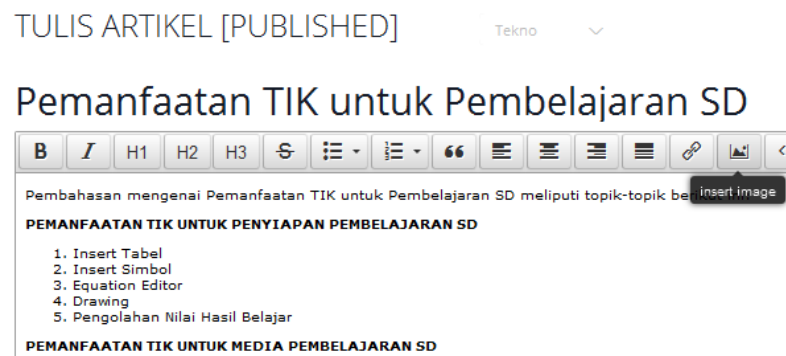 TULIS ARTIKEL [PUBLISHED]
Tekno
Pemanfaatan TIK untuk Pembelajaran SD
B I H1 H2 H3 S
insert image
Pembahasan mengenai Pemanfaatan TIK untuk Pembelajaran SD meliputi topik-topik
PEMANFAATAN TIK UNTUK PENYIAPAN PEMBELAJARAN SD
1. Insert Tabel
2. Insert Simbol
3. Equation Editor
4. Drawing
5. Pengolahan Nilai Hasil Belajar
PEMANFAATAN TIK UNTUK MEDIA PEMBELAJARAN SD